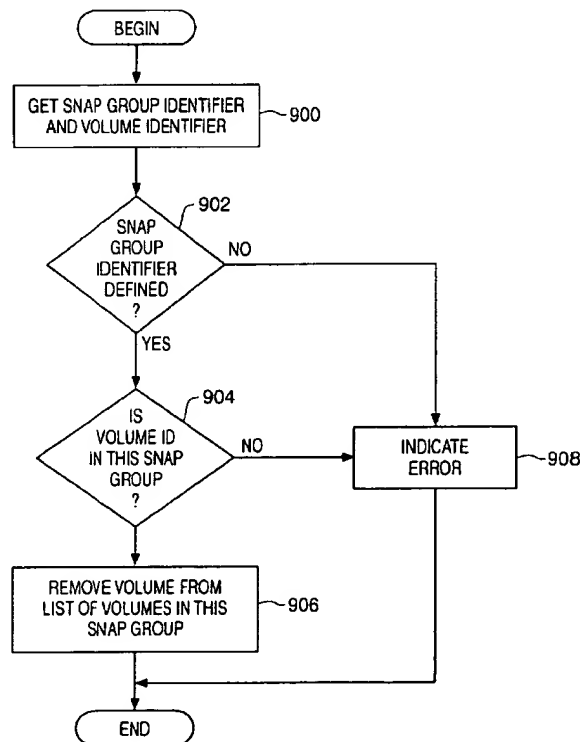 BEGIN
GET SNAP GROUP IDENTIFIER
AND VOLUME IDENTIFIER
900
902
SNAP
GROUP
IDENTIFIER
DEFINED
?
NO
YES
904
IS
VOLUME ID
IN THIS SNAP
GROUP
?
NO
INDICATE
ERROR
908
REMOVE VOLUME FROM
LIST OF VOLUMES IN THIS
SNAP GROUP
906
END